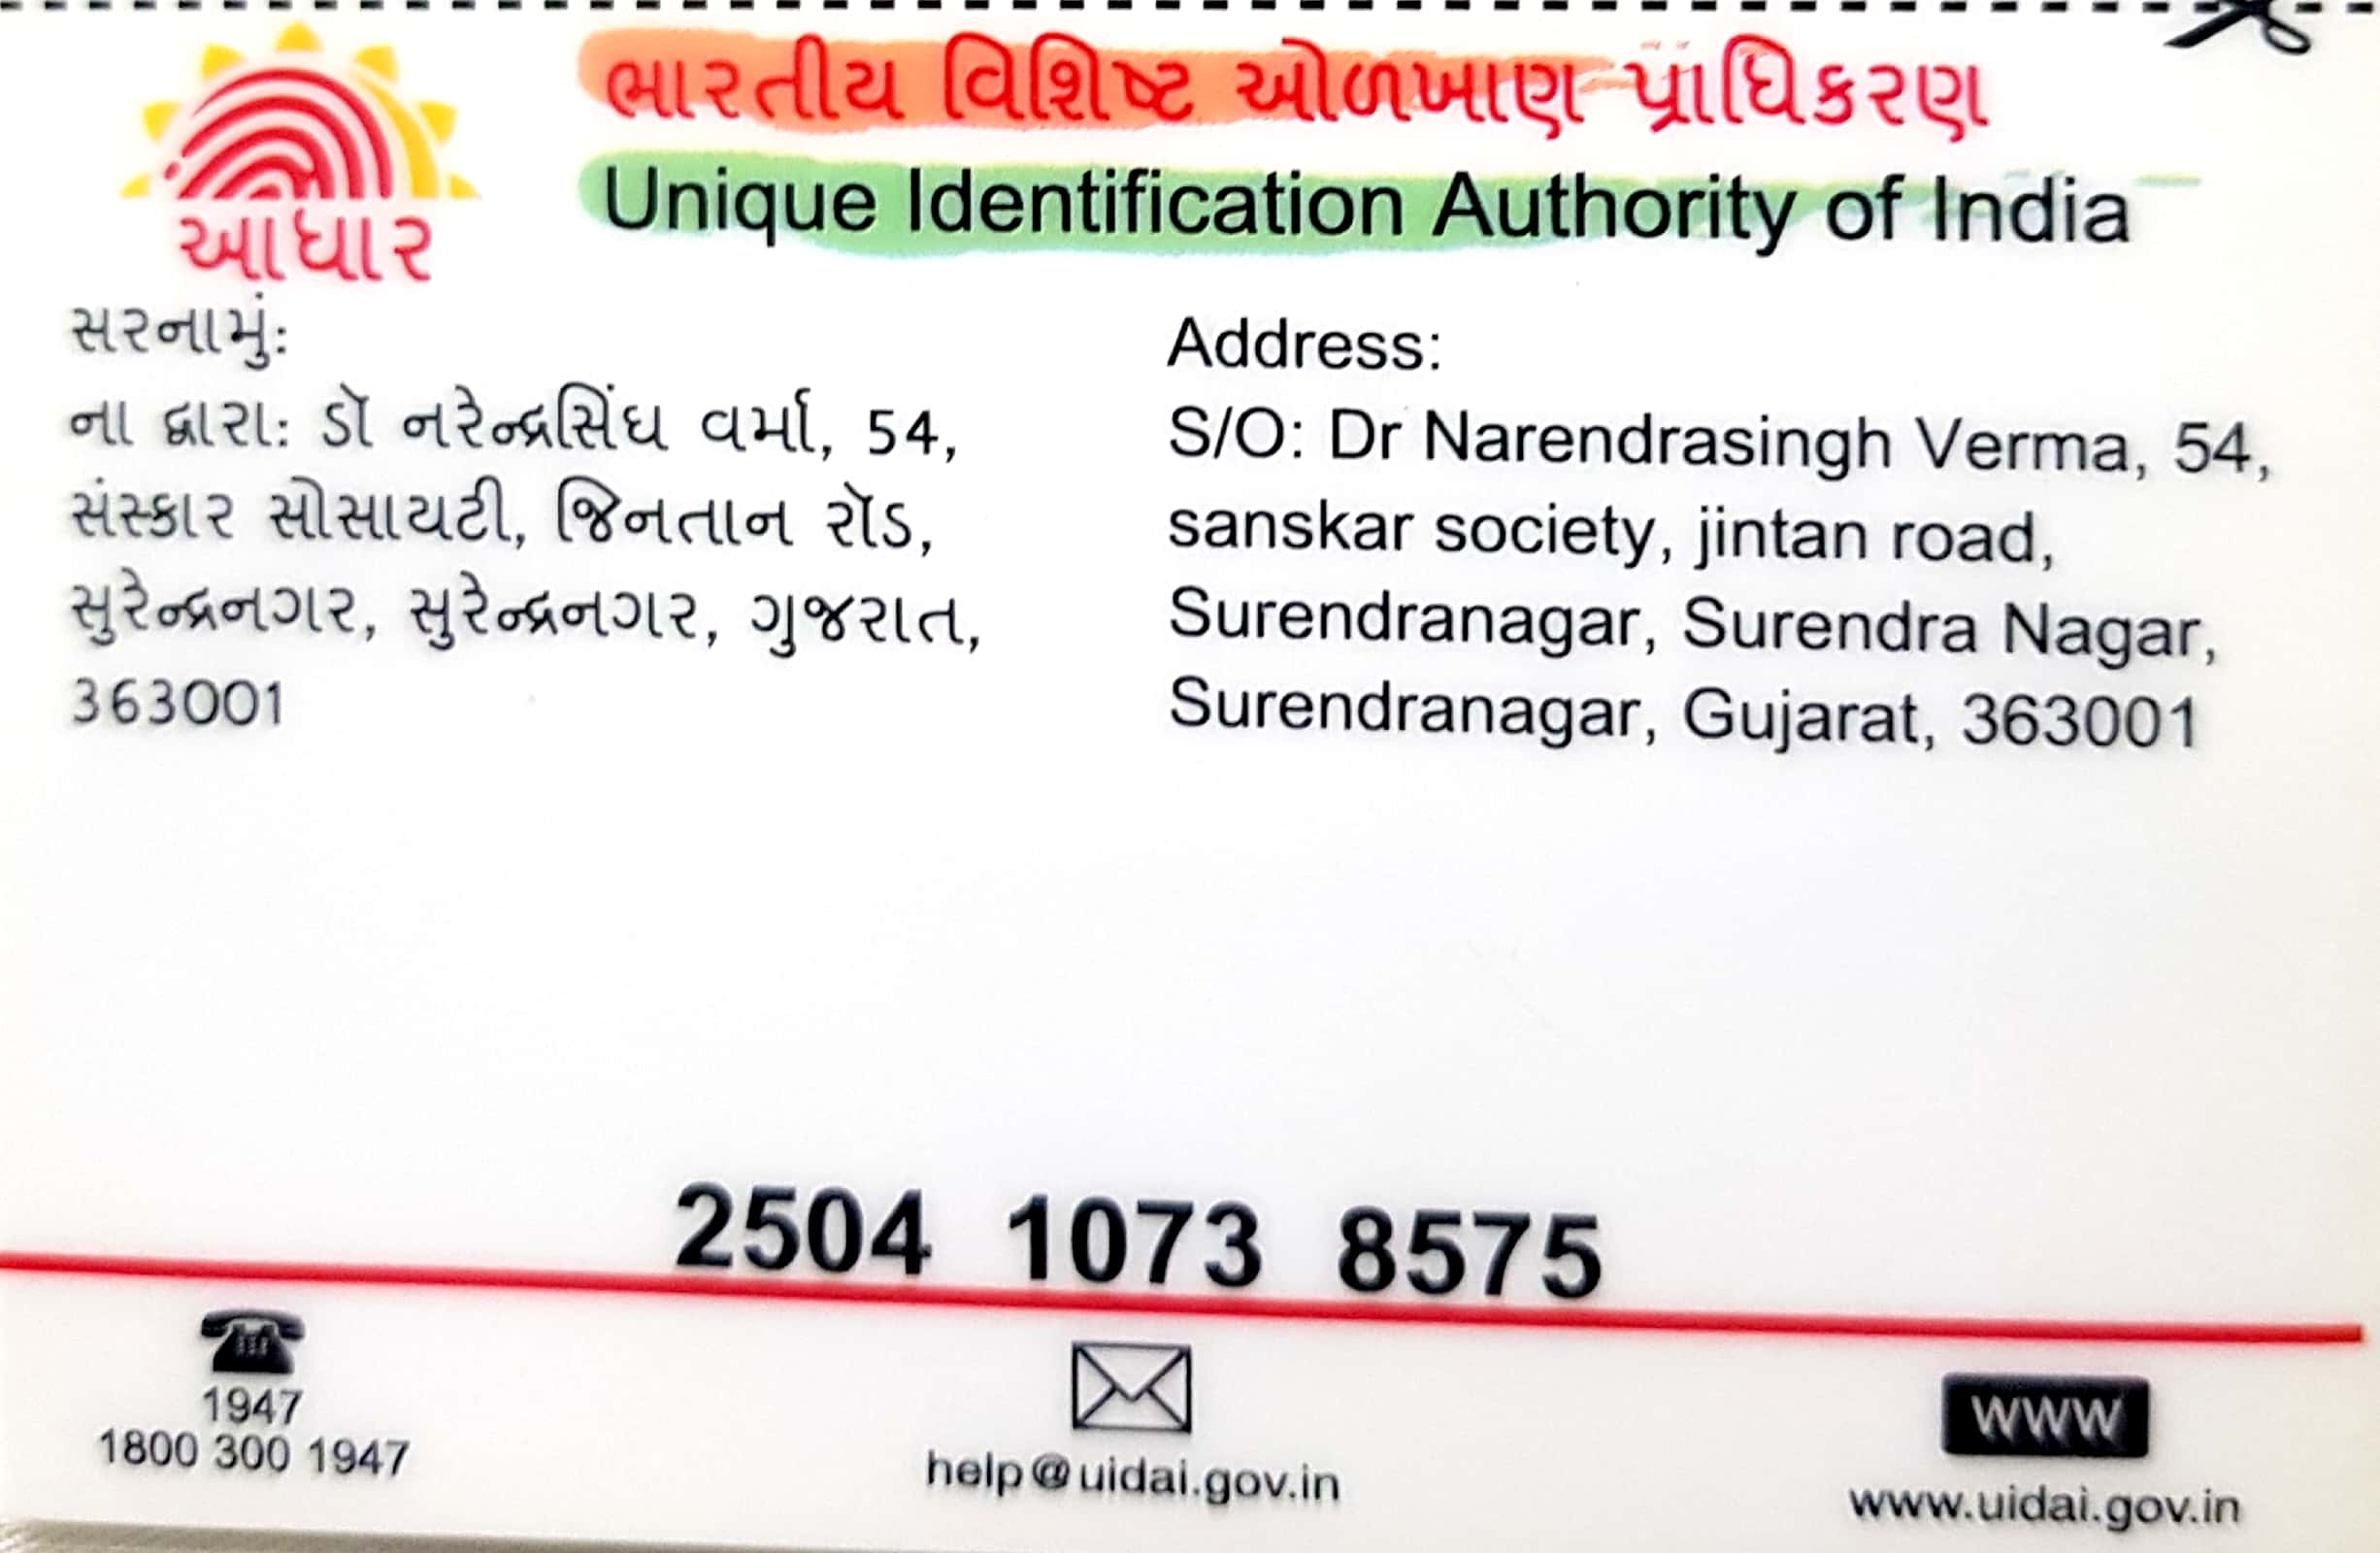 ભારતીય વિશિષ્ટ ઓળખાણ પ્રાધિકરણ
Unique Identification Authority of India
આધાર
સરનામું:
ના દ્વારા: ડૉ નરેન્દ્રસિંઘ વર્મા, 54,
સંસ્કાર સોસાયટી, જિનતાન રૉડ,
સુરેન્દ્રનગર, સુરેન્દ્રનગર, ગુજરાત,
363001
Address:
S/O: Dr Narendrasingh Verma, 54,
sanskar society, jintan road,
Surendranagar, Surendra Nagar,
Surendranagar, Gujarat, 363001
2504 1073 8575
1947
1800 300 1947
help@uidai.gov.in
WWW
www.uidai.gov.in